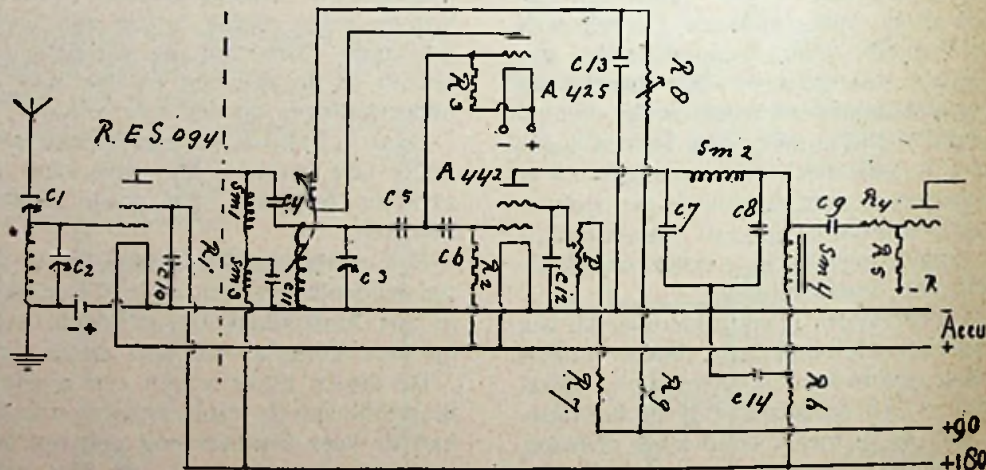 R.E.S. 094
C1
C2
C10
R1
Sm1
Sm3
C4
C11
C3
C5
R3
A 425
- +
A 442
C6
R2
C12
P
C13
R8
Sm2
C7
C8
Sm4
C9
R4
R5
-R
- +
- Accu
+
R7
R9
C14
R6
+90
+180